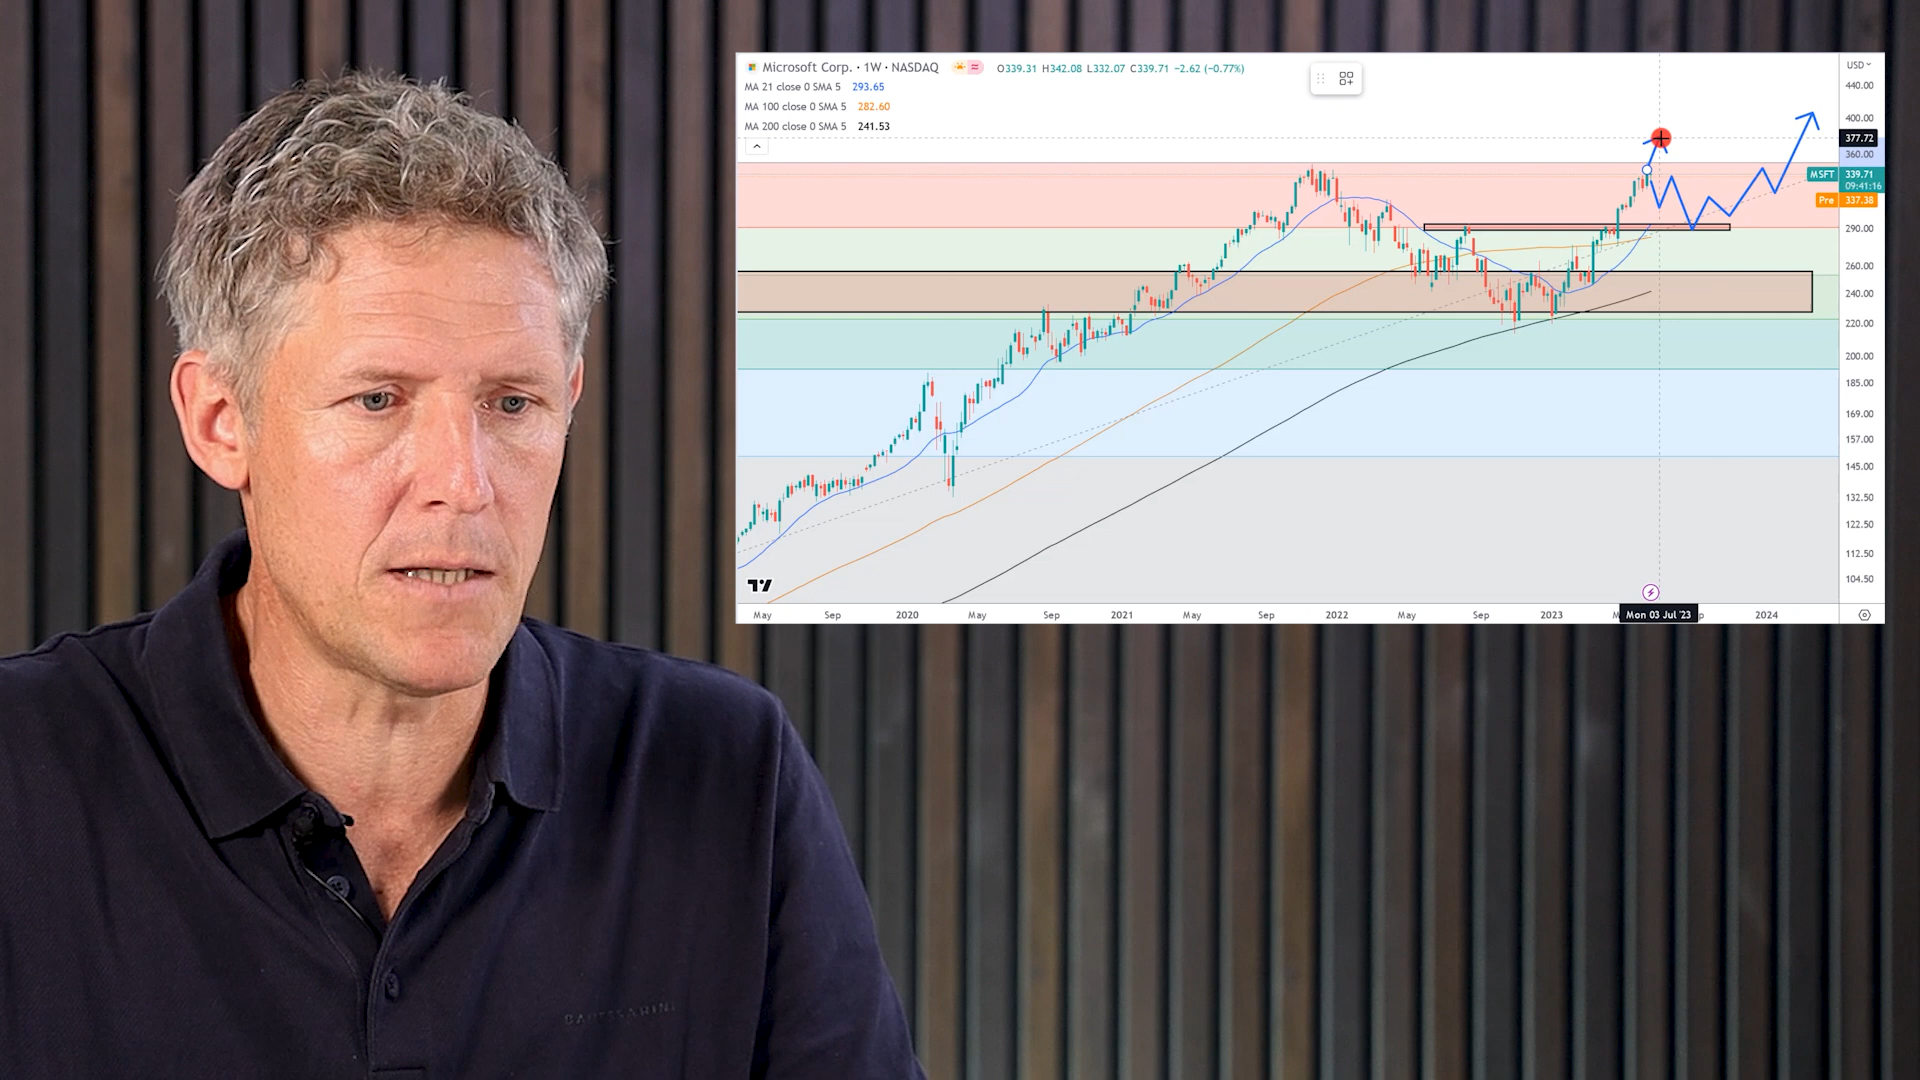 Microsoft Corp. · 1W · NASDAQ
O339.31 H342.08 L332.07 C339.71 −2.62 (−0.77%)
MA 21 close 0 SMA 5 293.65
MA 100 close 0 SMA 5 282.60
MA 200 close 0 SMA 5 241.53
USD
440.00
400.00
377.72
360.00
MSFT 339.71
09:41:16
Pre 337.38
290.00
260.00
240.00
220.00
200.00
185.00
169.00
157.00
145.00
132.50
122.50
112.50
104.50
May Sep 2020 May Sep 2021 May Sep 2022 May Sep 2023 Mon 03 Jul '23 2024